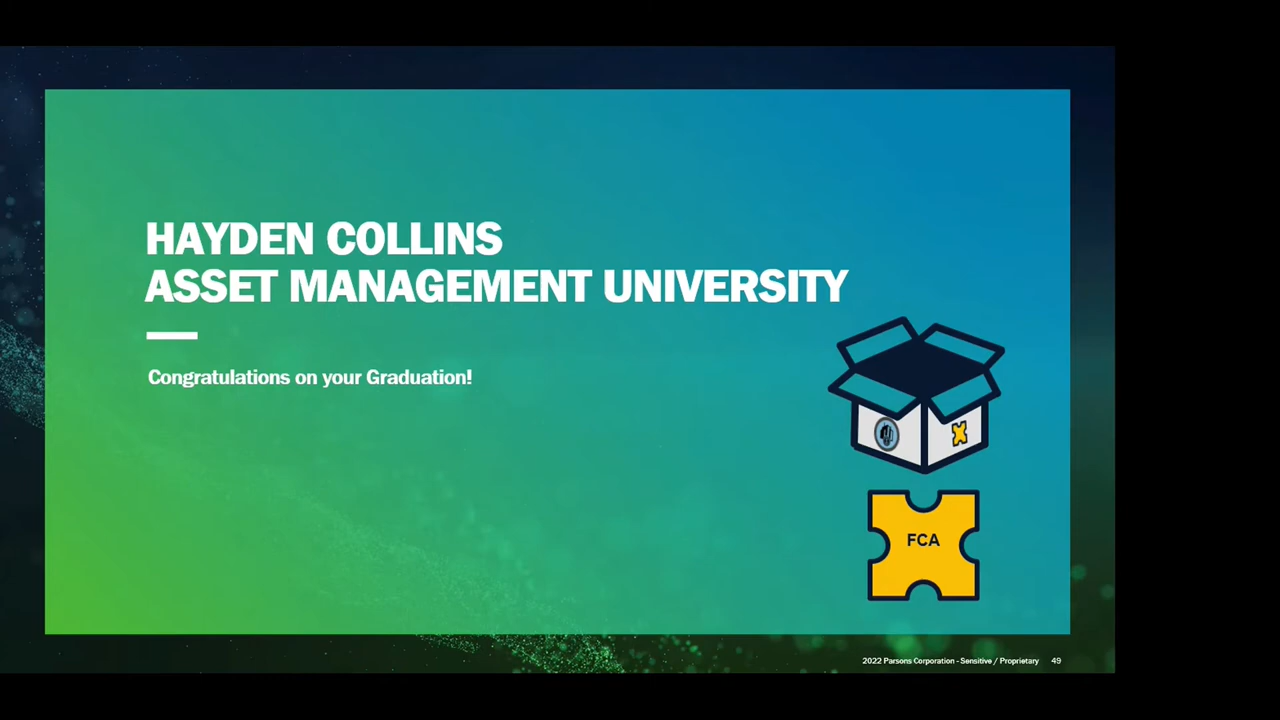 HAYDEN COLLINS
ASSET MANAGEMENT UNIVERSITY
Congratulations on your Graduation!
FCA
2022 Parsons Corporation - Sensitive / Proprietary 49